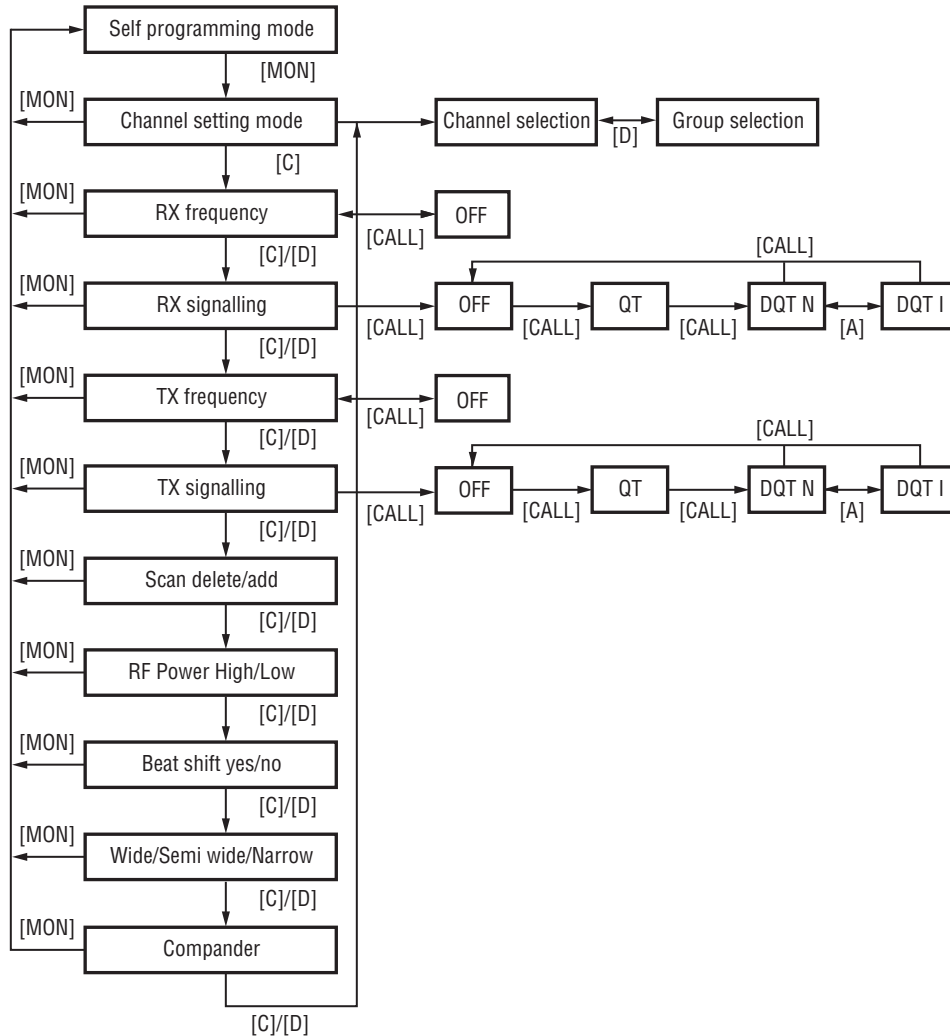 Self programming mode
[MON]
[MON]
Channel setting mode
Channel selection
[D]
Group selection
[C]
[MON]
RX frequency
[CALL]
OFF
[C]/[D]
[CALL]
[MON]
RX signalling
[CALL]
OFF
[CALL]
QT
[CALL]
DQT N
[A]
DQT I
[C]/[D]
[MON]
TX frequency
[CALL]
OFF
[C]/[D]
[CALL]
[MON]
TX signalling
[CALL]
OFF
[CALL]
QT
[CALL]
DQT N
[A]
DQT I
[C]/[D]
[MON]
Scan delete/add
[C]/[D]
[MON]
RF Power High/Low
[C]/[D]
[MON]
Beat shift yes/no
[C]/[D]
[MON]
Wide/Semi wide/Narrow
[C]/[D]
[MON]
Compander
[C]/[D]